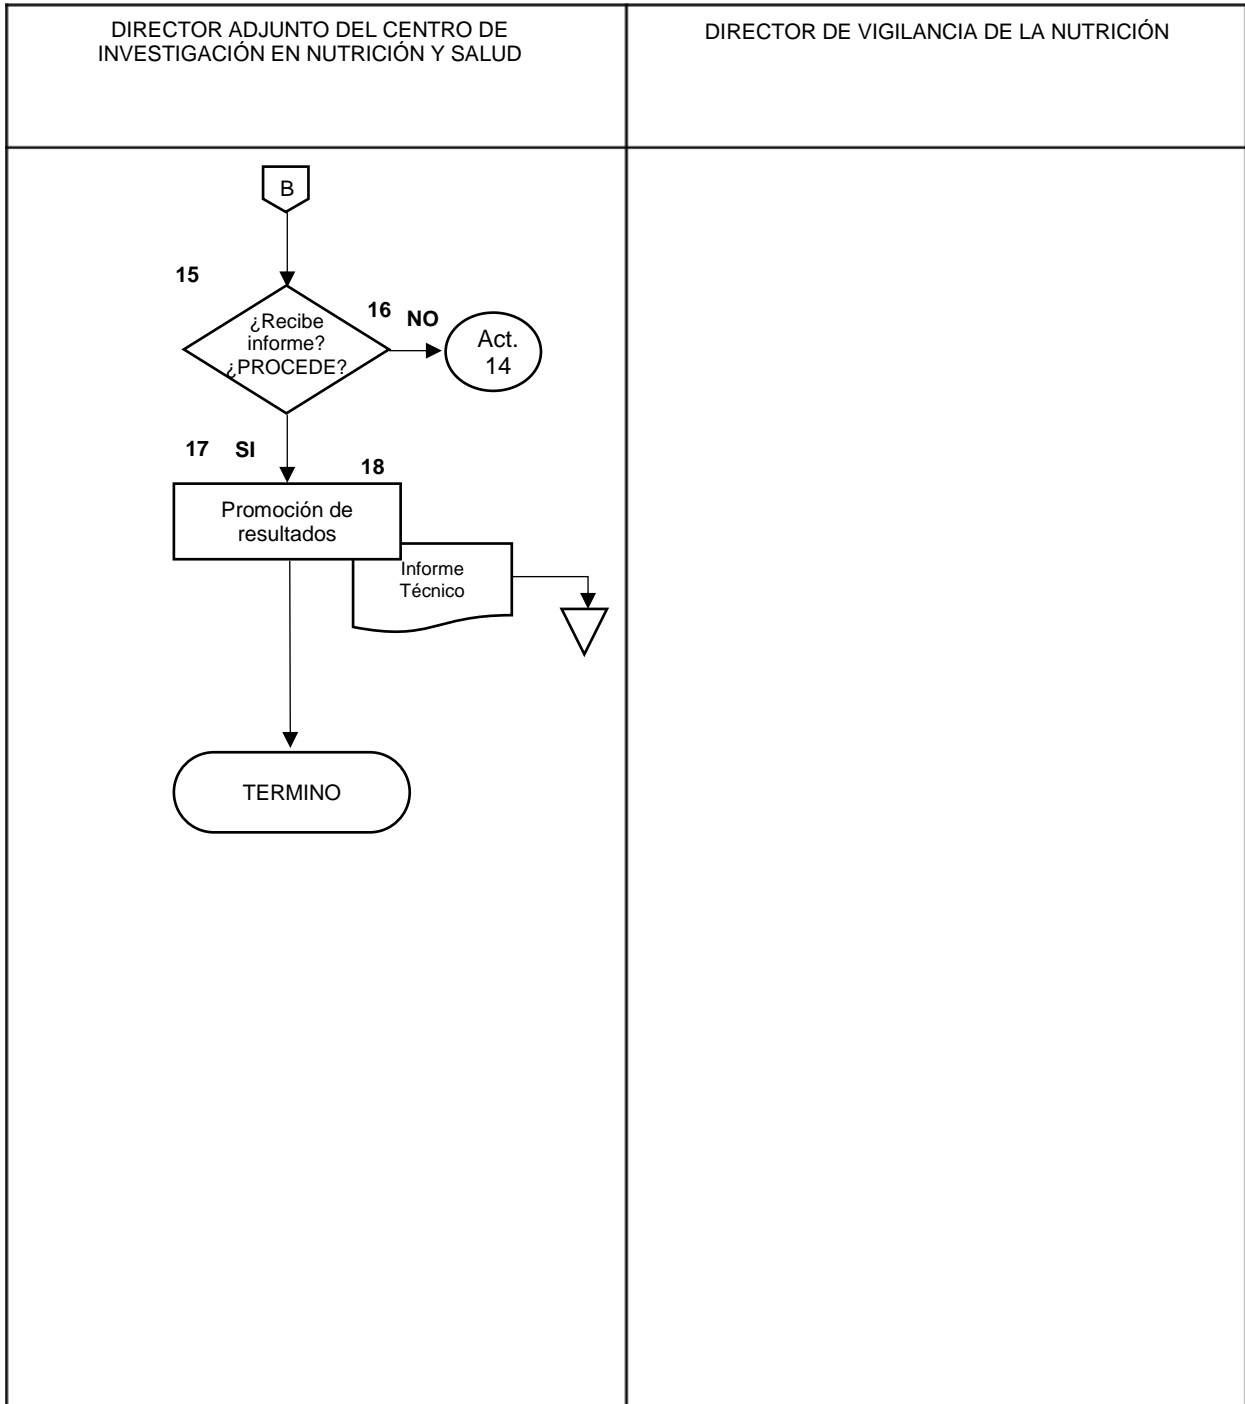 DIRECTOR ADJUNTO DEL CENTRO DE
INVESTIGACIÓN EN NUTRICIÓN Y SALUD
DIRECTOR DE VIGILANCIA DE LA NUTRICIÓN
B
15
¿Recibe
informe?
¿PROCEDE?
16
NO
Act.
14
17 SI
18
Promoción de
resultados
Informe
Técnico
TERMINO